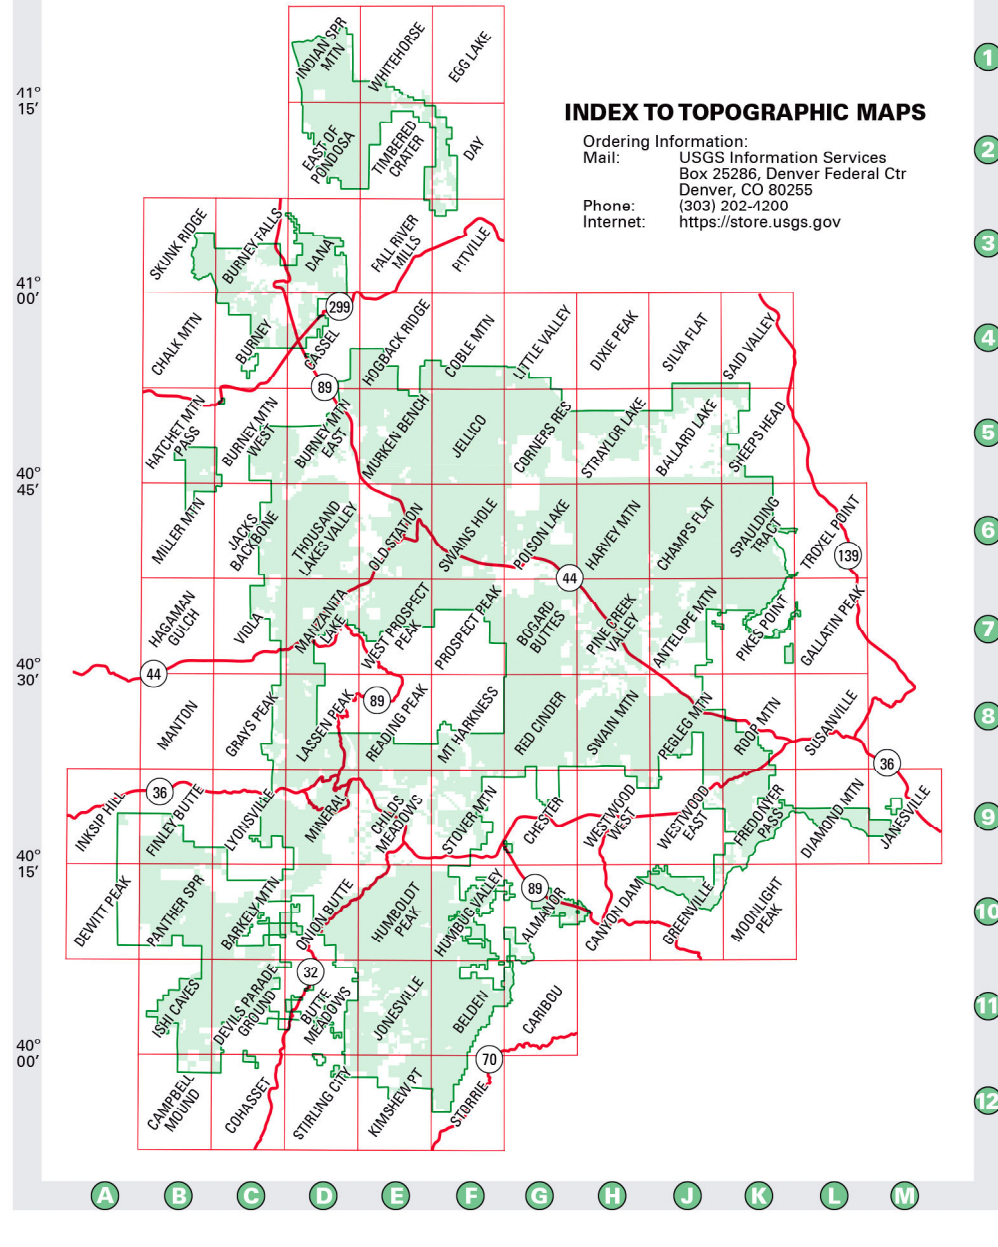 INDEX TO TOPOGRAPHIC MAPS
Ordering Information:
Mail: USGS Information Services
Box 25286, Denver Federal Ctr
Denver, CO 80255
Phone: (303) 202-4200
Internet: https://store.usgs.gov
1
INDIAN SPR
MTN
WHITEHORSE
EGG LAKE
41°
15’
2
EAST OF
PONDOSA
TIMBERED
CRATER
DAY
3
SKUNK RIDGE
BURNEY FALLS
DANA
FALL RIVER
MILLS
PITVILLE
41°
00’
299
4
CHALK MTN
BURNEY
CASSEL
HOGBACK RIDGE
COBLE MTN
LITTLE VALLEY
DIXIE PEAK
SILVA FLAT
SAID VALLEY
89
5
HATCHET MTN
PASS
BURNEY MTN
WEST
BURNEY MTN
EAST
MURKEN BENCH
JELLICO
CORNERS RES
STRAYLOR LAKE
BALLARD LAKE
SHEEPS HEAD
40°
45’
6
MILLER MTN
JACKS
BACKBONE
THOUSAND
LAKES VALLEY
OLD STATION
SWAINS HOLE
POISON LAKE
HARVEY MTN
CHAMPS FLAT
SPAULDING
TRACT
TROXEL POINT
139
44
7
HAGAMAN
GULCH
VIOLA
MANZANITA
LAKE
WEST PROSPECT
PEAK
PROSPECT PEAK
BOGARD
BUTTES
PINE CREEK
VALLEY
ANTELOPE MTN
PIKES POINT
GALLATIN PEAK
40°
30’
44
89
8
MANTON
GRAYS PEAK
LASSEN PEAK
READING PEAK
MT HARKNESS
RED CINDER
SWAIN MTN
PEGLEG MTN
ROOP MTN
SUSANVILLE
36
36
9
INKSIP HILL
FINLEY BUTTE
LYONSVILLE
MINERAL
CHILDS
MEADOWS
STOVER MTN
CHESTER
WESTWOOD
WEST
WESTWOOD
EAST
FREDONYER
PASS
DIAMOND MTN
JANESVILLE
40°
15’
89
10
DEWITT PEAK
PANTHER SPR
BARKELY MTN
ONION BUTTE
HUMBOLDT
PEAY
HUMBUG VALLEY
ALMANOR
CANYON DAM
GREENVILLE
MOONLIGHT
PEAK
32
11
ISHI CAVES
DEVILS PARADE
GROUND
BUTTE
MEADOWS
JONESVILLE
BELDEN
CARIBOU
40°
00’
70
12
CAMPBELL
MOUND
COHASSET
STIRLING CTY
KIMSHEW PT
STORRIE
A B C D E F G H J K L M